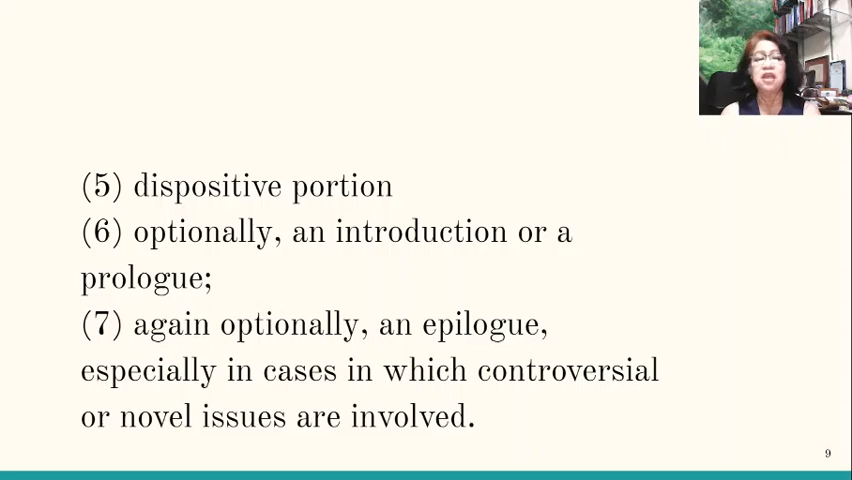 (5) dispositive portion
(6) optionally, an introduction or a
prologue;
(7) again optionally, an epilogue,
especially in cases in which controversial
or novel issues are involved.
9